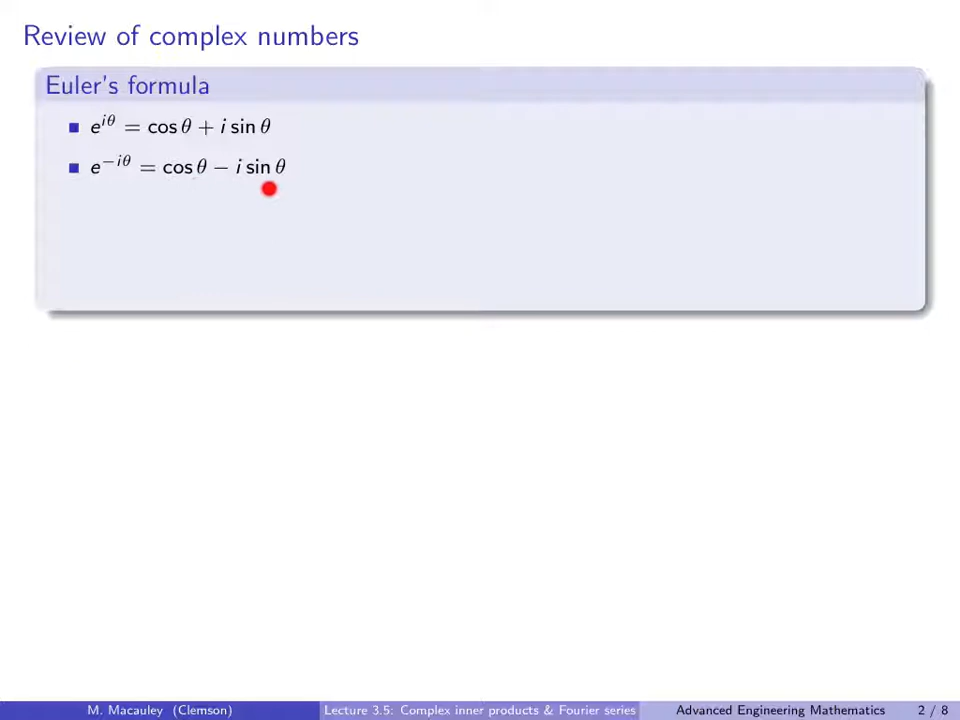 Review of complex numbers
Euler's formula
e^{iθ} = cos θ + i sin θ
e^{−iθ} = cos θ − i sin θ
M. Macauley (Clemson) Lecture 3.5: Complex inner products & Fourier series Advanced Engineering Mathematics 2 / 8